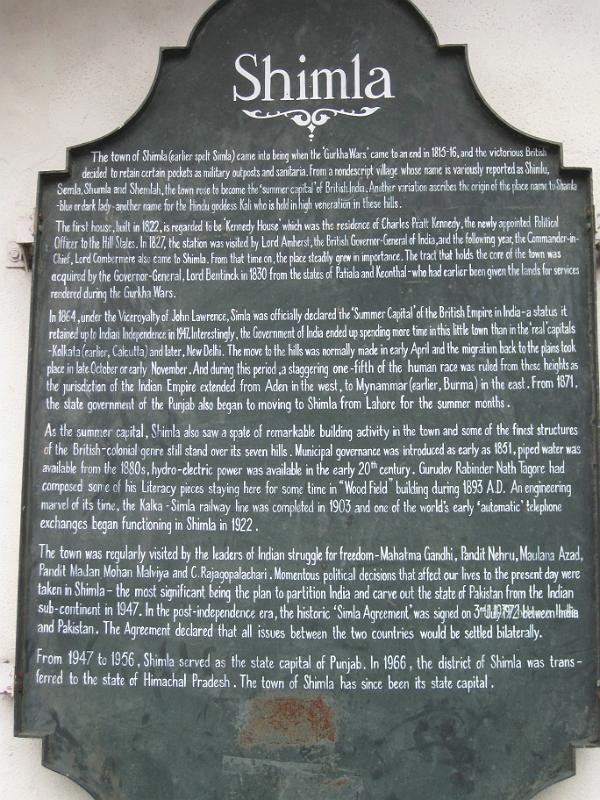 Shimla
The town of Shimla (earlier spelt Simla) came into being when the 'Gurkha Wars' came to an end in 1815-16, and the victorious British
decided to retain certain pockets as military outposts and sanitaria. From a nondescript village whose name is variously reported as Shimlu,
Semla, Shumla and Shemlah, the town rose to become the 'summer capital' of British India. Another variation ascribes the origin of the place name to Shamla
-blue or dark lady-another name for the Hindu goddess Kali who is held in high veneration in these hills.
The first house, built in 1822, is regarded to be 'Kennedy House' which was the residence of Charles Pratt Kennedy, the newly appointed Political
Officer to the Hill States. In 1827, the station was visited by Lord Amherst, the British Governor-General of India, and the following year, the Commander-in-
Chief, Lord Combermere also came to Shimla. From that time on, the place steadily grew in importance. The tract that holds the core of the town was
acquired by the Governor-General, Lord Bentinck in 1830 from the states of Patiala and Keonthal-who had earlier been given the lands for services
rendered during the Gurkha Wars.
In 1864, under the Viceroyalty of John Lawrence, Simla was officially declared the 'Summer Capital' of the British Empire in India-a status it
retained up to Indian Independence in 1947. Interestingly, the Government of India ended up spending more time in this little town than in the 'real' capitals
-Kolkata (earlier, Calcutta) and later, New Delhi. The move to the hills was normally made in early April and the migration back to the plains took
place in late October or early November. And during this period, a staggering one-fifth of the human race was ruled from these heights as
the jurisdiction of the Indian Empire extended from Aden in the west, to Mynammar (earlier, Burma) in the east. From 1871,
the state government of the Punjab also began to moving to Shimla from Lahore for the summer months.
As the summer capital, Shimla also saw a spate of remarkable building activity in the town and some of the finest structures
of the British-colonial genre still stand over its seven hills. Municipal governance was introduced as early as 1851, piped water was
available from the 1880s, hydro-electric power was available in the early 20th century. Gurudev Rabinder Nath Tagore had
composed some of his Literacy pieces staying here for some time in "Wood Field" building during 1893 A.D. An engineering
marvel of its time, the Kalka-Simla railway line was completed in 1903 and one of the world's early 'automatic' telephone
exchanges began functioning in Shimla in 1922.
The town was regularly visited by the leaders of Indian struggle for freedom-Mahatma Gandhi, Pandit Nehru, Maulana Azad,
Pandit Madan Mohan Malviya and C. Rajagopalachari. Momentous political decisions that affect our lives to the present day were
taken in Shimla-the most significant being the plan to partition India and carve out the state of Pakistan from the Indian
sub-continent in 1947. In the post-independence era, the historic 'Simla Agreement' was signed on 3rd July 1972 between India
and Pakistan. The Agreement declared that all issues between the two countries would be settled bilaterally.
From 1947 to 1956, Shimla served as the state capital of Punjab. In 1966, the district of Shimla was trans-
ferred to the state of Himachal Pradesh. The town of Shimla has since been its state capital.